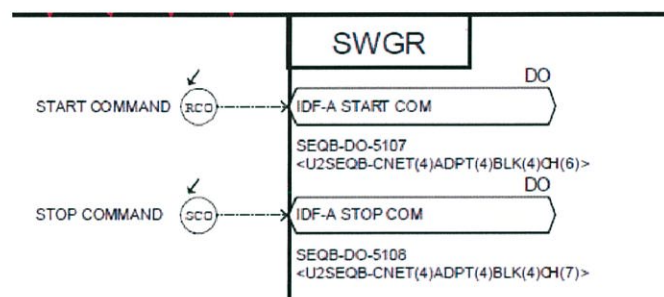 SWGR
DO
START COMMAND RCO IDF-A START COM
SEQB-DO-5107
<U2SEQB-CNET(4)ADPT(4)BLK(4)CH(6)>
DO
STOP COMMAND SCO IDF-A STOP COM
SEQB-DO-5108
<U2SEQB-CNET(4)ADPT(4)BLK(4)CH(7)>